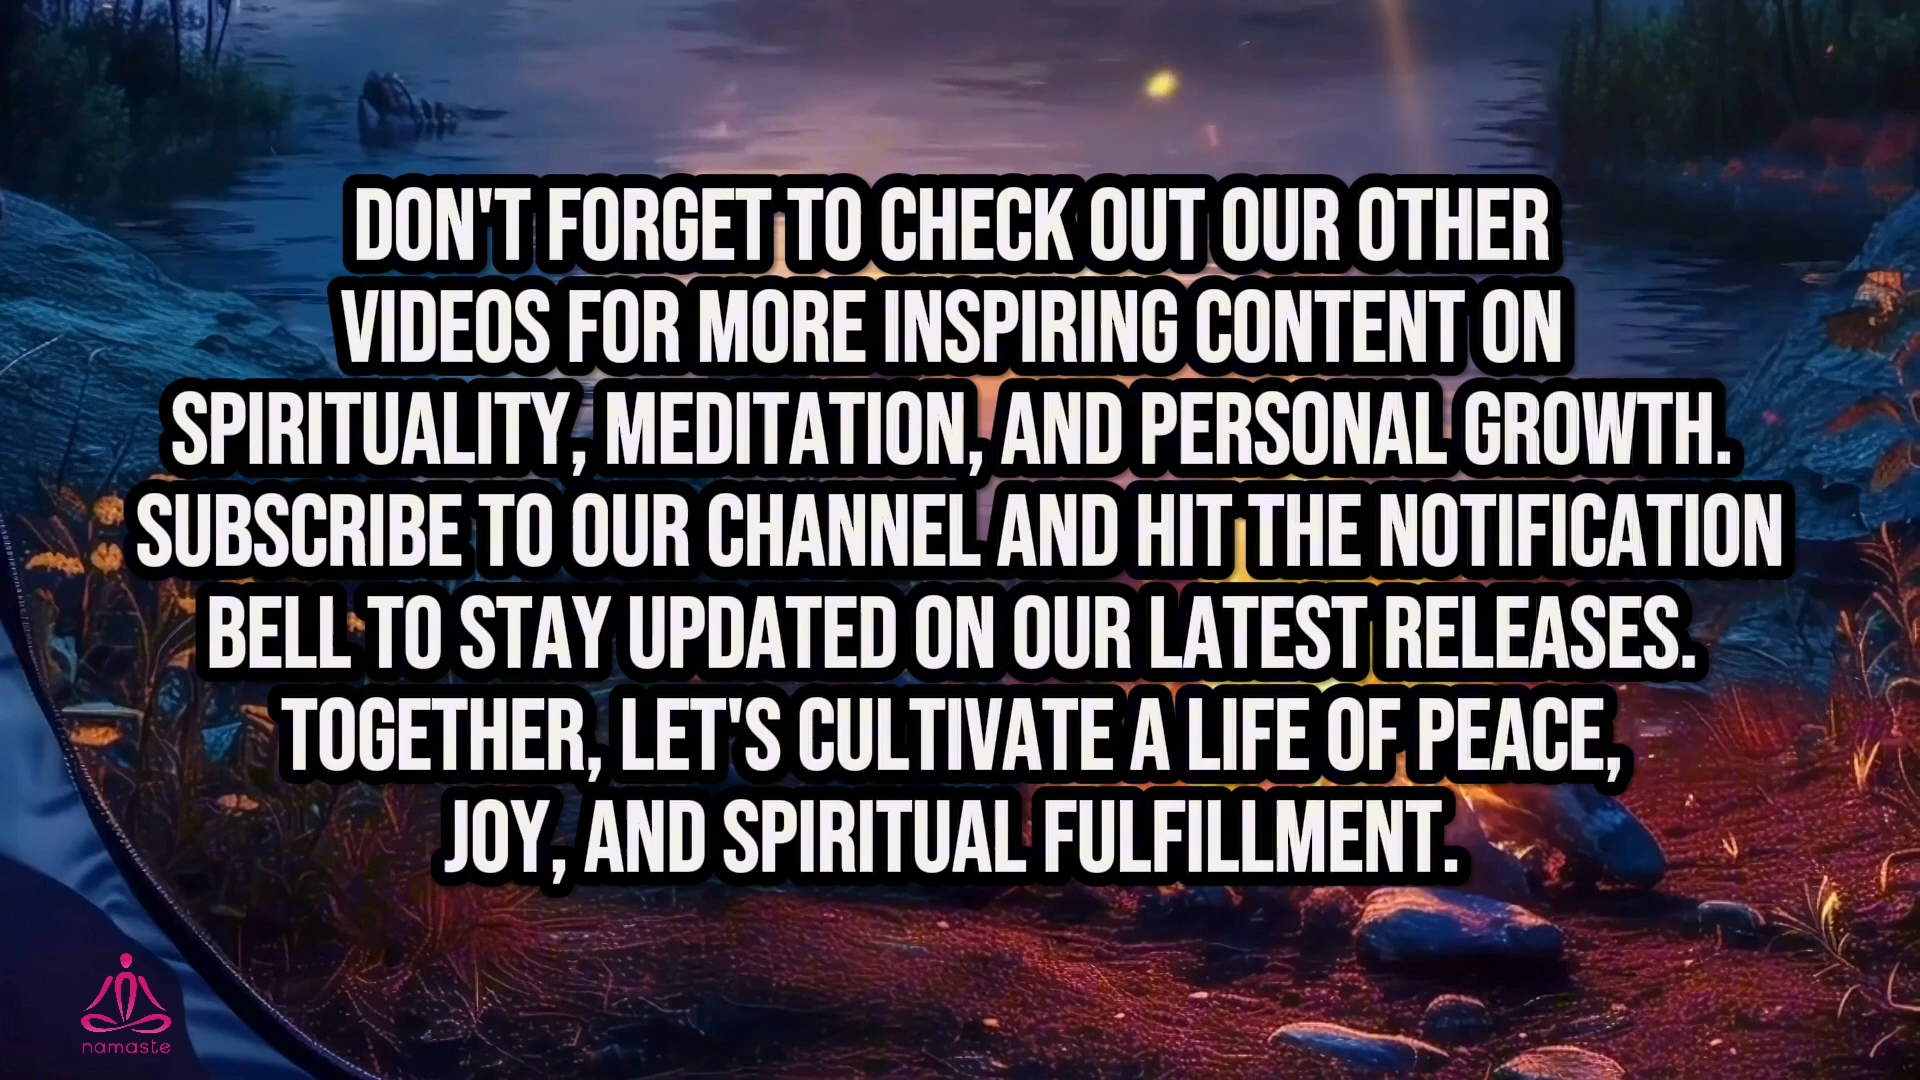 DON'T FORGET TO CHECK OUT OUR OTHER
VIDEOS FOR MORE INSPIRING CONTENT ON
SPIRITUALITY, MEDITATION, AND PERSONAL GROWTH.
SUBSCRIBE TO OUR CHANNEL AND HIT THE NOTIFICATION
BELL TO STAY UPDATED ON OUR LATEST RELEASES.
TOGETHER, LET'S CULTIVATE A LIFE OF PEACE,
JOY, AND SPIRITUAL FULFILLMENT.
namaste